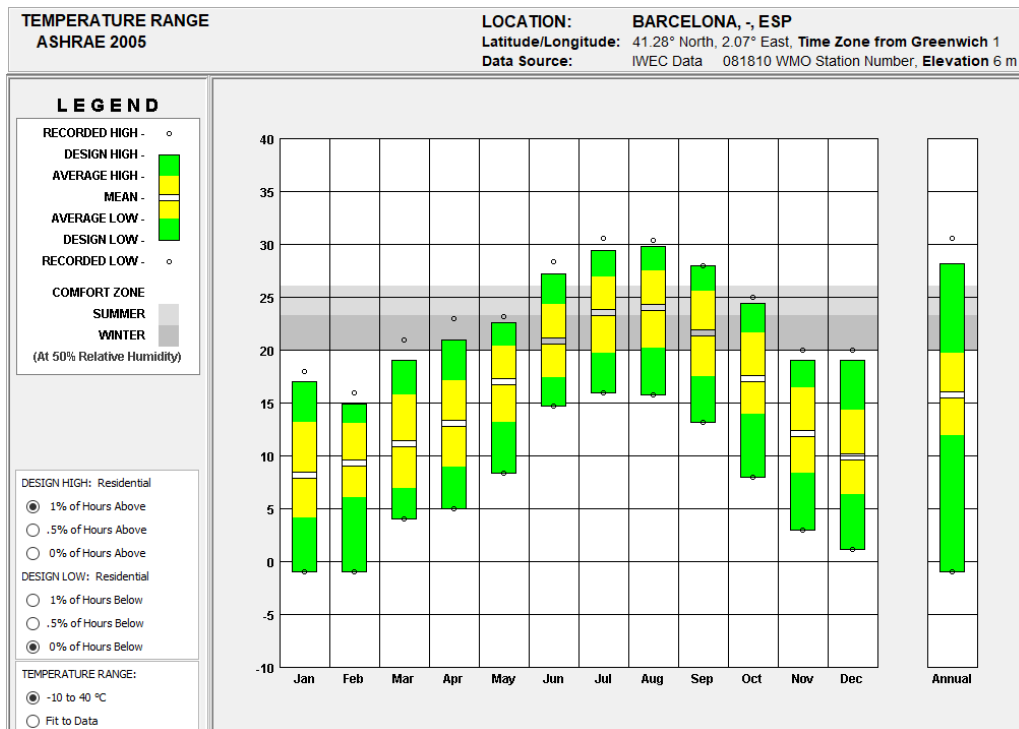 TEMPERATURE RANGE
ASHRAE 2005
LOCATION: BARCELONA, -, ESP
Latitude/Longitude: 41.28° North, 2.07° East, Time Zone from Greenwich 1
Data Source: IWEC Data 081810 WMO Station Number, Elevation 6 m
LEGEND
RECORDED HIGH -
DESIGN HIGH -
AVERAGE HIGH -
MEAN -
AVERAGE LOW -
DESIGN LOW -
RECORDED LOW -
COMFORT ZONE
SUMMER
WINTER
(At 50% Relative Humidity)
DESIGN HIGH: Residential
1% of Hours Above
.5% of Hours Above
0% of Hours Above
DESIGN LOW: Residential
1% of Hours Below
.5% of Hours Below
0% of Hours Below
TEMPERATURE RANGE:
-10 to 40 °C
Fit to Data
40
35
30
25
20
15
10
5
0
-5
-10
Jan Feb Mar Apr May Jun Jul Aug Sep Oct Nov Dec Annual